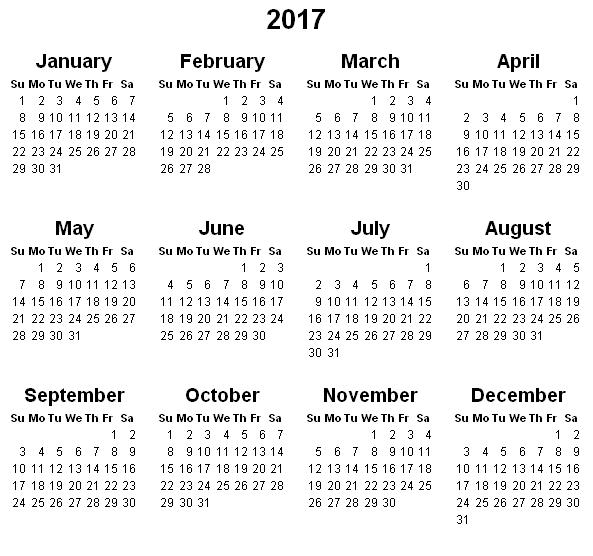 2017
January February March April
Su Mo Tu We Th Fr Sa Su Mo Tu We Th Fr Sa Su Mo Tu We Th Fr Sa Su Mo Tu We Th Fr Sa
1 2 3 4 5 6 7 1 2 3 4 1 2 3 4 1
8 9 10 11 12 13 14 5 6 7 8 9 10 11 5 6 7 8 9 10 11 2 3 4 5 6 7 8
15 16 17 18 19 20 21 12 13 14 15 16 17 18 12 13 14 15 16 17 18 9 10 11 12 13 14 15
22 23 24 25 26 27 28 19 20 21 22 23 24 25 19 20 21 22 23 24 25 16 17 18 19 20 21 22
29 30 31 26 27 28 26 27 28 29 30 31 23 24 25 26 27 28 29
30
May June July August
Su Mo Tu We Th Fr Sa Su Mo Tu We Th Fr Sa Su Mo Tu We Th Fr Sa Su Mo Tu We Th Fr Sa
1 2 3 4 5 6 1 2 3 1 1 2 3 4 5
7 8 9 10 11 12 13 4 5 6 7 8 9 10 2 3 4 5 6 7 8 6 7 8 9 10 11 12
14 15 16 17 18 19 20 11 12 13 14 15 16 17 9 10 11 12 13 14 15 13 14 15 16 17 18 19
21 22 23 24 25 26 27 18 19 20 21 22 23 24 16 17 18 19 20 21 22 20 21 22 23 24 25 26
28 29 30 31 25 26 27 28 29 30 23 24 25 26 27 28 29 27 28 29 30 31
30 31
September October November December
Su Mo Tu We Th Fr Sa Su Mo Tu We Th Fr Sa Su Mo Tu We Th Fr Sa Su Mo Tu We Th Fr Sa
1 2 1 2 3 4 5 6 7 1 2 3 4 1 2
3 4 5 6 7 8 9 8 9 10 11 12 13 14 5 6 7 8 9 10 11 3 4 5 6 7 8 9
10 11 12 13 14 15 16 15 16 17 18 19 20 21 12 13 14 15 16 17 18 10 11 12 13 14 15 16
17 18 19 20 21 22 23 22 23 24 25 26 27 28 19 20 21 22 23 24 25 17 18 19 20 21 22 23
24 25 26 27 28 29 30 29 30 31 26 27 28 29 30 24 25 26 27 28 29 30
31